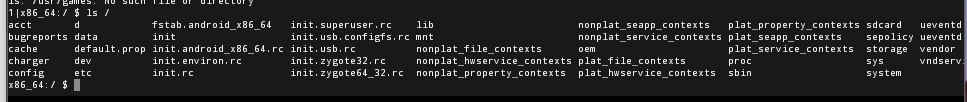 ls: /usr/games: No such file or directory
1|x86_64:/ $ ls /
acct d fstab.android_x86_64 init.superuser.rc lib nonplat_seapp_contexts plat_property_contexts sdcard ueventd
bugreports data init init.usb.configfs.rc mnt nonplat_service_contexts plat_seapp_contexts sepolicy ueventd
cache default.prop init.android_x86_64.rc init.usb.rc nonplat_file_contexts oem plat_service_contexts storage vendor
charger dev init.environ.rc init.zygote32.rc nonplat_hwservice_contexts plat_file_contexts proc sys vndserv
config etc init.rc init.zygote64_32.rc nonplat_property_contexts plat_hwservice_contexts sbin system
x86_64:/ $